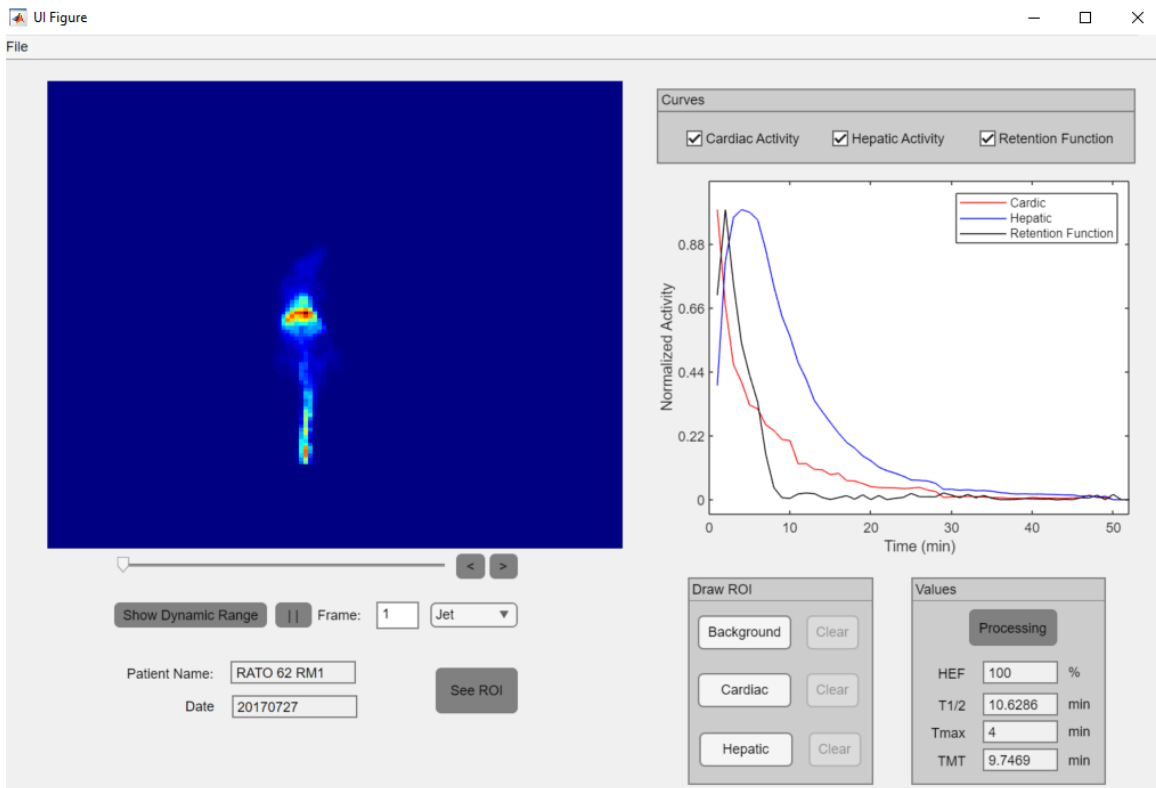 UI Figure
File
Curves
Cardiac Activity Hepatic Activity Retention Function
Cardic
Hepatic
Retention Function
Normalized Activity
0.88
0.66
0.44
0.22
0
0 10 20 30 40 50
Time (min)
< >
Show Dynamic Range || Frame: 1 Jet
Patient Name: RATO 62 RM1
Date 20170727
See ROI
Draw ROI
Background Clear
Cardiac Clear
Hepatic Clear
Values
Processing
HEF 100 %
T1/2 10.6286 min
Tmax 4 min
TMT 9.7469 min